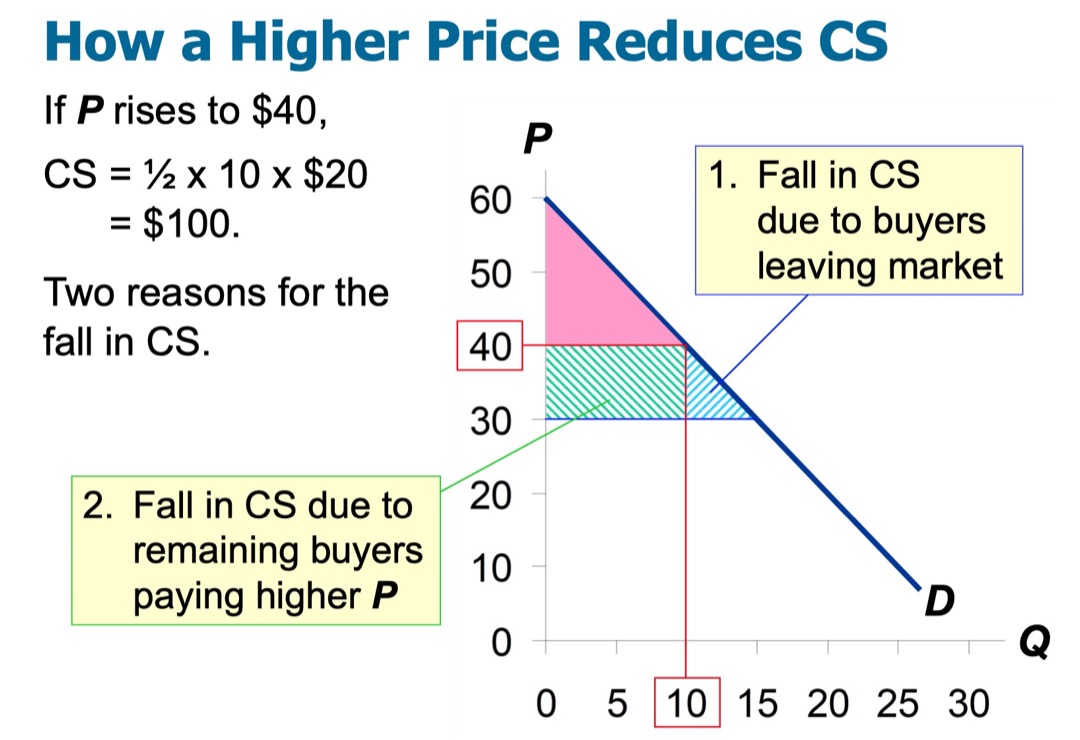 How a Higher Price Reduces CS
If P rises to $40,
CS = ½ x 10 x $20
= $100.
Two reasons for the
fall in CS.
P
60
50
40
30
20
10
0
1. Fall in CS
due to buyers
leaving market
2. Fall in CS due to
remaining buyers
paying higher P
D
Q
0 5 10 15 20 25 30